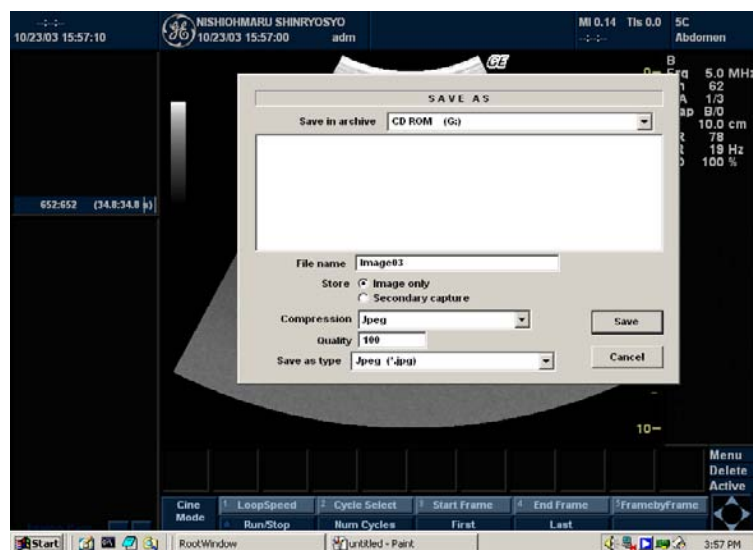 --:--:--
10/23/03 15:57:10
NISHIOHMARU SHINRYOSYO
10/23/03 15:57:00 adm
MI 0.14 TIs 0.0
--:--:--
5C
Abdomen
GE
B
Frq 5.0 MHz
62
A 1/3
ap B/0
10.0 cm
R 78
19 Hz
100 %
0
652:652 (34.8:34.8 s)
SAVE AS
Save in archive CD ROM (G:)
File name Image03
Store Image only
Secondary capture
Compression Jpeg
Quality 100
Save as type Jpeg (*.jpg)
Save
Cancel
10
Menu
Delete
Active
Cine Mode
1 LoopSpeed 2 Cycle Select 3 Start Frame 4 End Frame 5 FramebyFrame
Run/Stop Num Cycles First Last
Start RootWindow untitled - Paint 3:57 PM